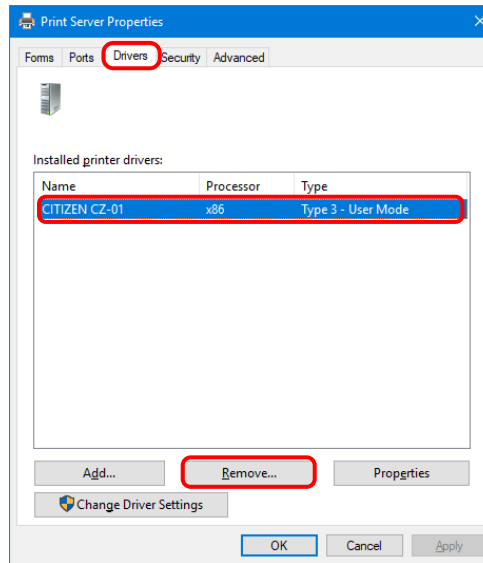 Print Server Properties
Forms Ports Drivers Security Advanced
Installed printer drivers:
Name Processor Type
CITIZEN CZ-01 x86 Type 3 - User Mode
Add... Remove... Properties
Change Driver Settings
OK Cancel Apply